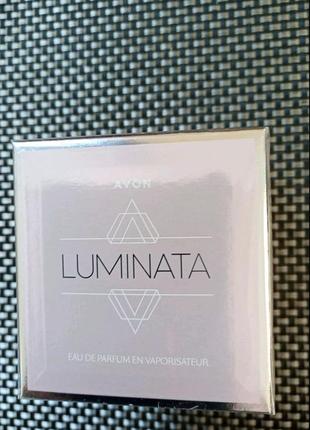 AVON
LUMINATA
EAU DE PARFUM EN VAPORISATEUR